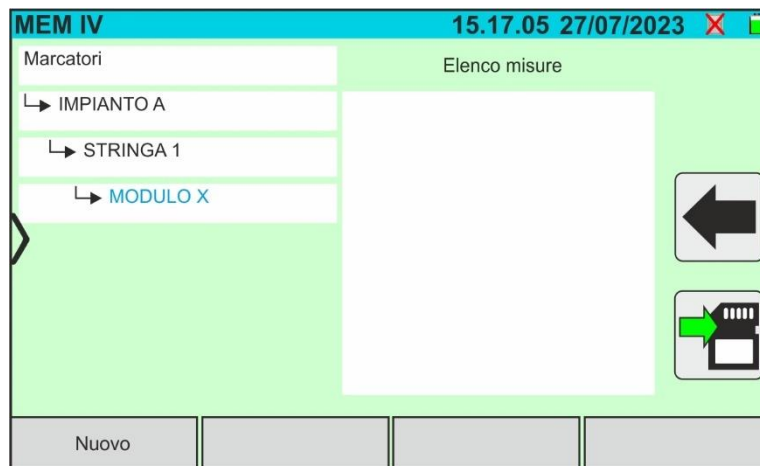 MEM IV 15.17.05 27/07/2023
Marcatori
Elenco misure
IMPIANTO A
STRINGA 1
MODULO X
Nuovo